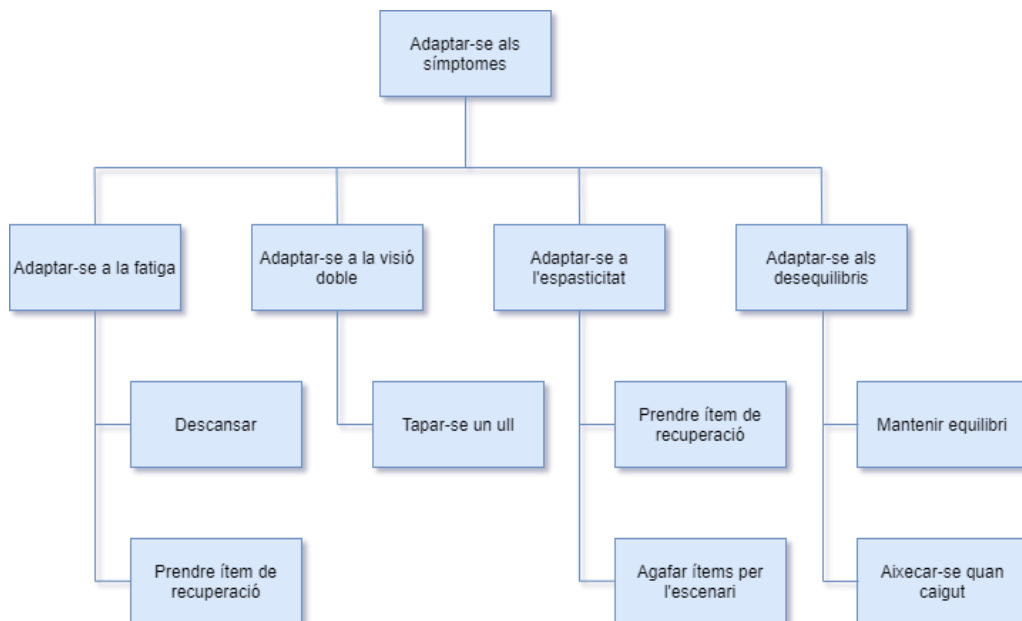 Adaptar-se als
símptomes
Adaptar-se a la fatiga
Adaptar-se a la visió
doble
Adaptar-se a
l'espasticitat
Adaptar-se als
desequilibris
Descansar
Tapar-se un ull
Prendre ítem de
recuperació
Mantenir equilibri
Prendre ítem de
recuperació
Agafar ítems per
l'escenari
Aixecar-se quan
caigut